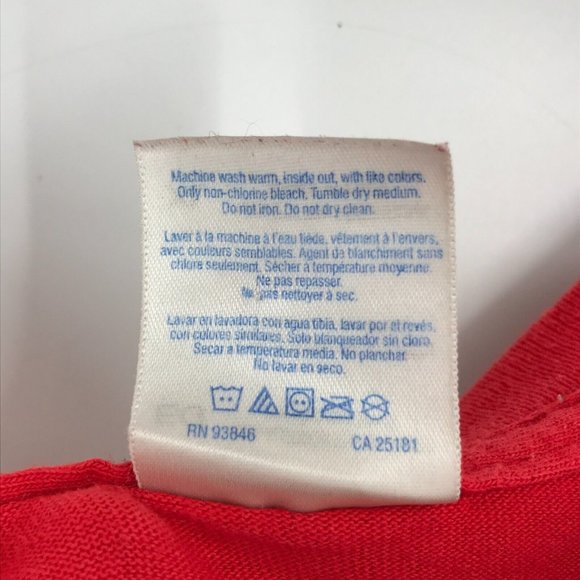 Machine wash warm, inside out, with like colors.
Only non-chlorine bleach. Tumble dry medium.
Do not iron. Do not dry clean.
Laver à la machine à l'eau tiède, vêtement à l'envers,
avec couleurs semblables. Agent de blanchiment sans
chlore seulement. Sécher à température moyenne.
Ne pas repasser.
Ne pas nettoyer à sec.
Lavar en lavadora con agua tibia, lavar por el revés,
con colores similares. Solo blanqueador sin cloro.
Secar a temperatura media. No planchar.
No lavar en seco.
RN 93846 CA 25181